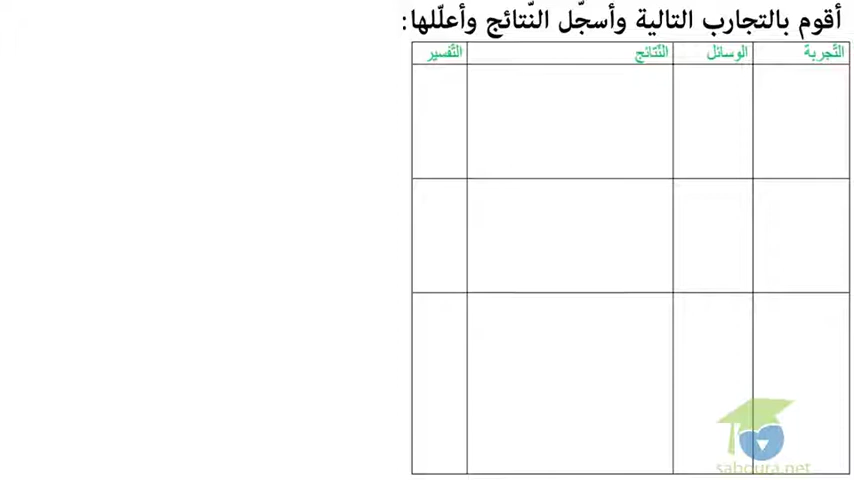 أقوم بالتجارب التالية وأسجّل النّتائج وأعلّلها:
التّجربة الوسائل النّتائج التّفسير
saboura.net